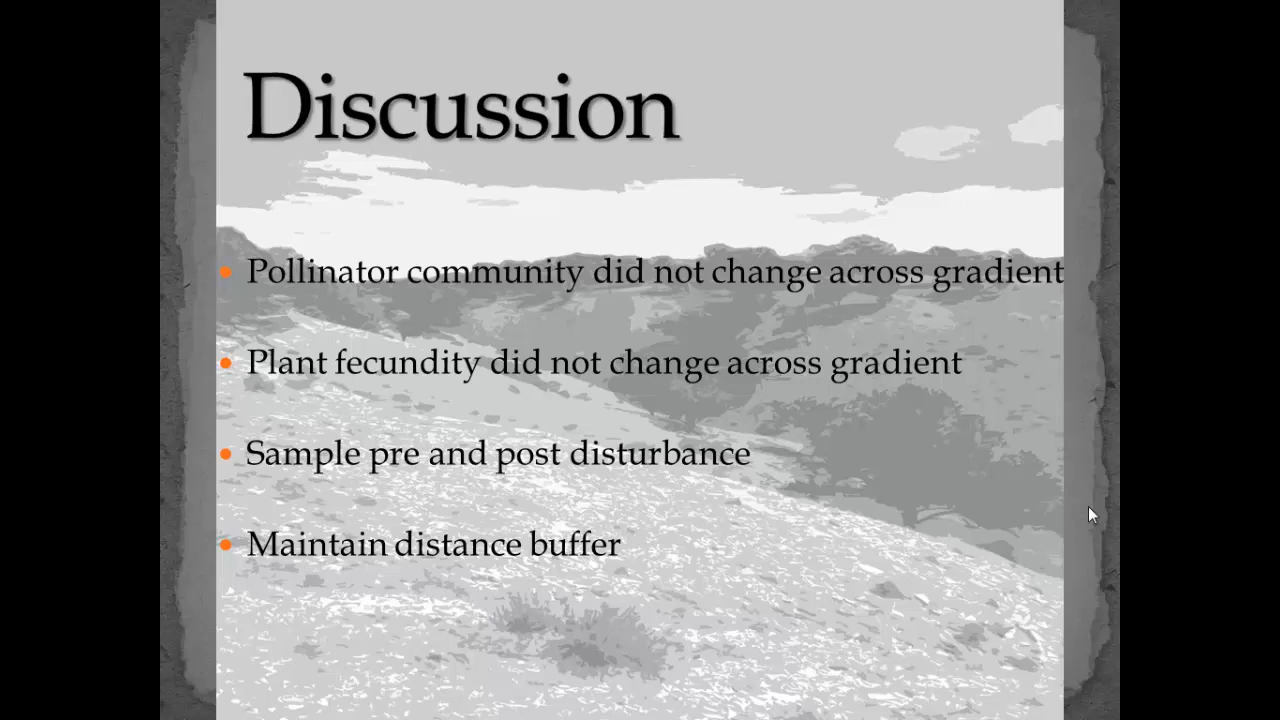 Discussion
Pollinator community did not change across gradient
Plant fecundity did not change across gradient
Sample pre and post disturbance
Maintain distance buffer